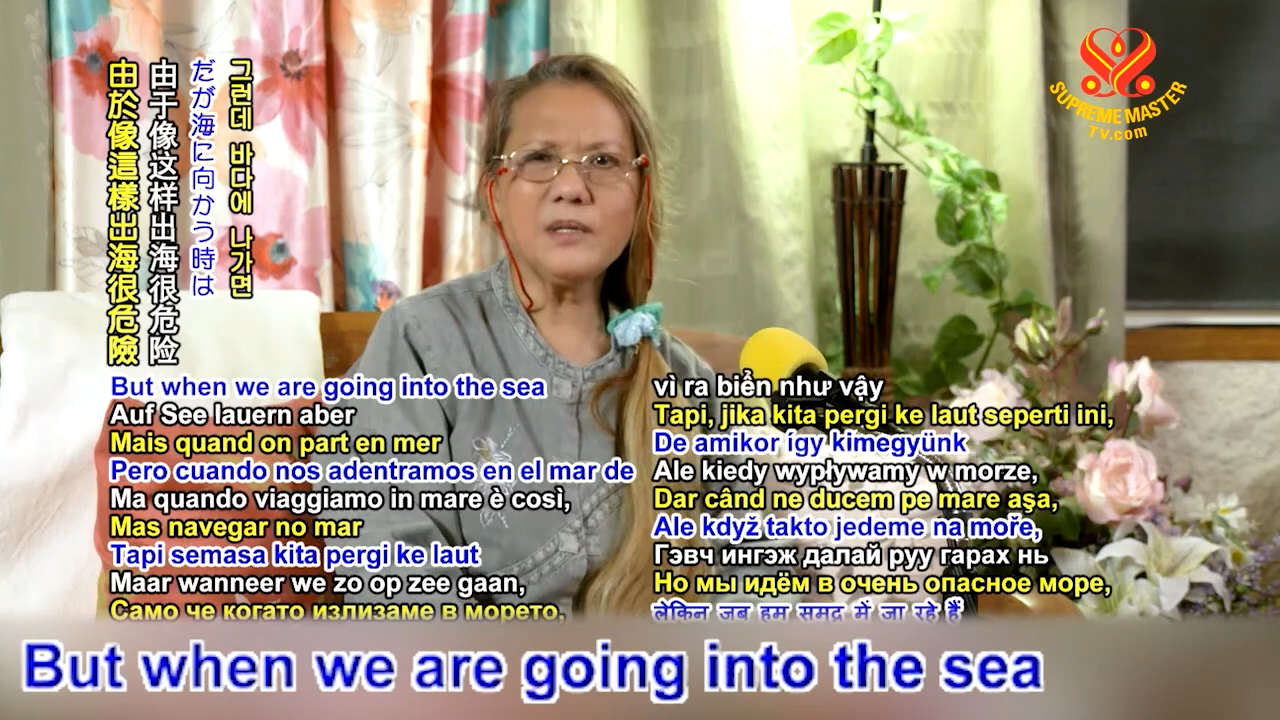 그런데 바다에 나가면
だが海に向かう時は
由于像这样出海很危险
由於像這樣出海很危險
SUPREME MASTER
TV.com
But when we are going into the sea
Auf See lauern aber
Mais quand on part en mer
Pero cuando nos adentramos en el mar de
Ma quando viaggiamo in mare è così,
Mas navegar no mar
Tapi semasa kita pergi ke laut
Maar wanneer we zo op zee gaan,
Само че когато излизаме в морето,
vì ra biển như vậy
Tapi, jika kita pergi ke laut seperti ini,
De amikor így kimegyünk
Ale kiedy wypływamy w morze,
Dar când ne ducem pe mare aşa,
Ale když takto jedeme na moře,
Гэвч ингэж далай руу гарах нь
Но мы идём в очень опасное море,
लेकिन जब हम समुद्र में जा रहे हैं
But when we are going into the sea